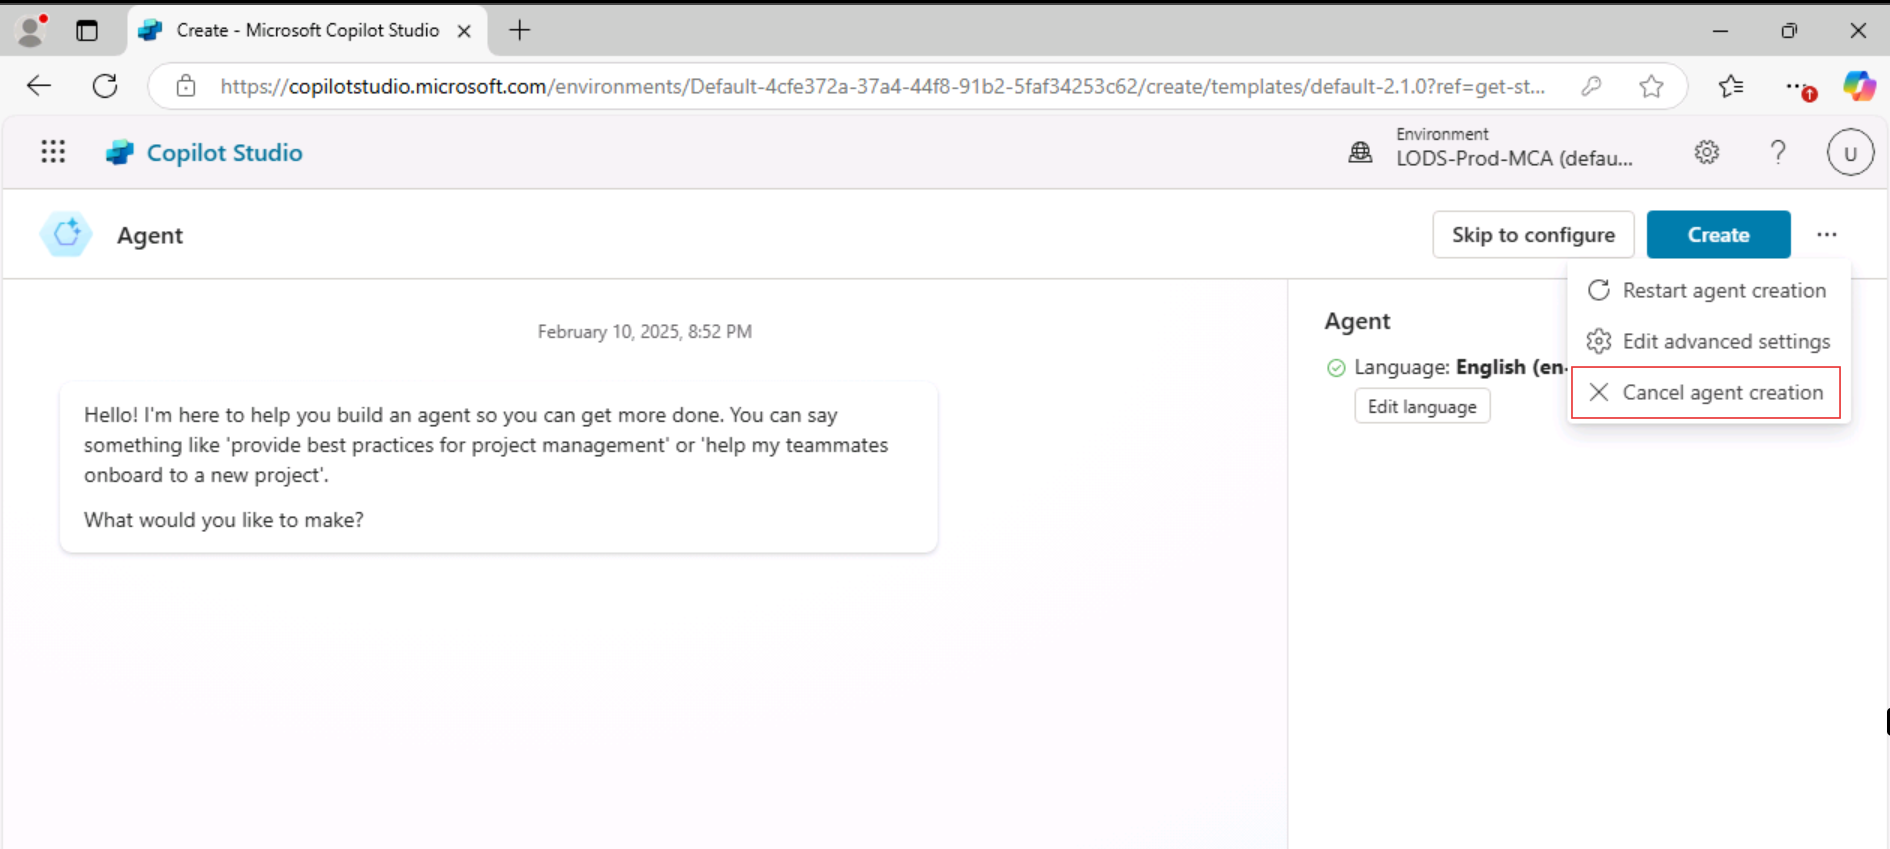 Create - Microsoft Copilot Studio
https://copilotstudio.microsoft.com/environments/Default-4cfe372a-37a4-44f8-91b2-5faf34253c62/create/templates/default-2.1.0?ref=get-st...
Copilot Studio
Environment
LODS-Prod-MCA (defau...
U
Agent
Skip to configure
Create
Restart agent creation
Edit advanced settings
Cancel agent creation
February 10, 2025, 8:52 PM
Hello! I'm here to help you build an agent so you can get more done. You can say
something like 'provide best practices for project management' or 'help my teammates
onboard to a new project'.
What would you like to make?
Agent
Language: English (en-
Edit language